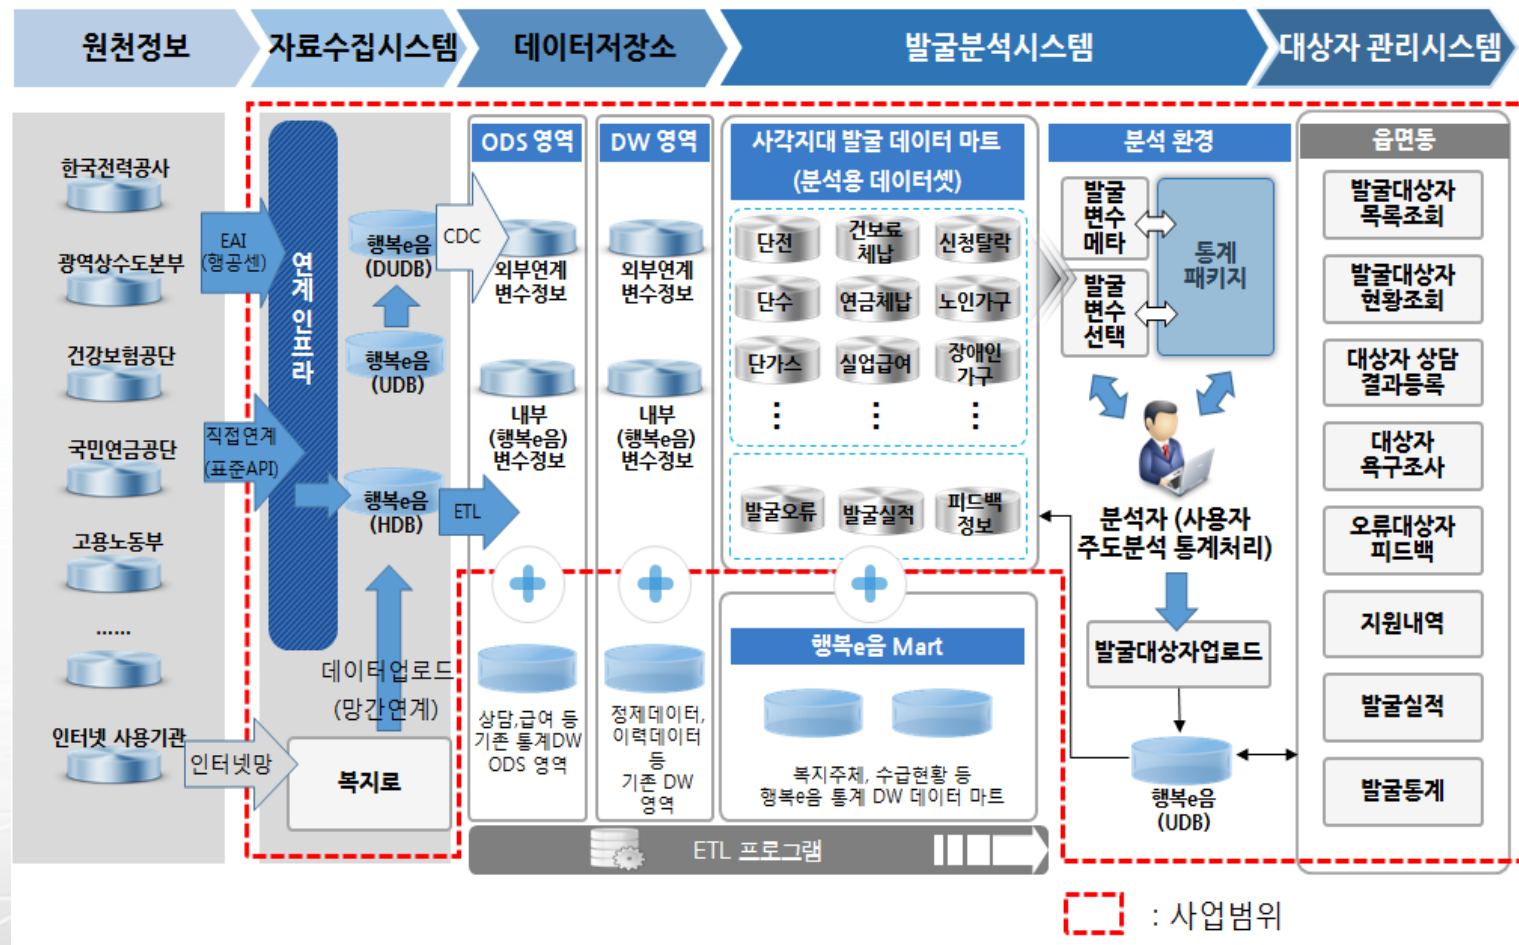 원천정보
자료수집시스템
데이터저장소
발굴분석시스템
대상자 관리시스템
한국전력공사
광역상수도본부
건강보험공단
국민연금공단
고용노동부
......
인터넷 사용기관
EAI
(행공센)
직접연계
(표준API)
인터넷망
연계 인프라
행복e음
(DUDB)
행복e음
(UDB)
행복e음
(HDB)
데이터업로드
(망간연계)
복지로
CDC
ETL
ODS 영역
외부연계
변수정보
내부
(행복e음)
변수정보
상담,급여 등
기존 통계DW
ODS 영역
DW 영역
외부연계
변수정보
내부
(행복e음)
변수정보
정제데이터,
이력데이터
등
기존 DW
영역
사각지대 발굴 데이터 마트
(분석용 데이터셋)
단전
건보료
체납
신청탈락
단수
연금체납
노인가구
단가스
실업급여
장애인
가구
발굴오류
발굴실적
피드백
정보
행복e음 Mart
복지주체, 수급현황 등
행복e음 통계 DW 데이터 마트
ETL 프로그램
분석 환경
발굴
변수
메타
발굴
변수
선택
통계
패키지
분석자 (사용자
주도분석 통계처리)
발굴대상자업로드
행복e음
(UDB)
읍면동
발굴대상자
목록조회
발굴대상자
현황조회
대상자 상담
결과등록
대상자
욕구조사
오류대상자
피드백
지원내역
발굴실적
발굴통계
: 사업범위